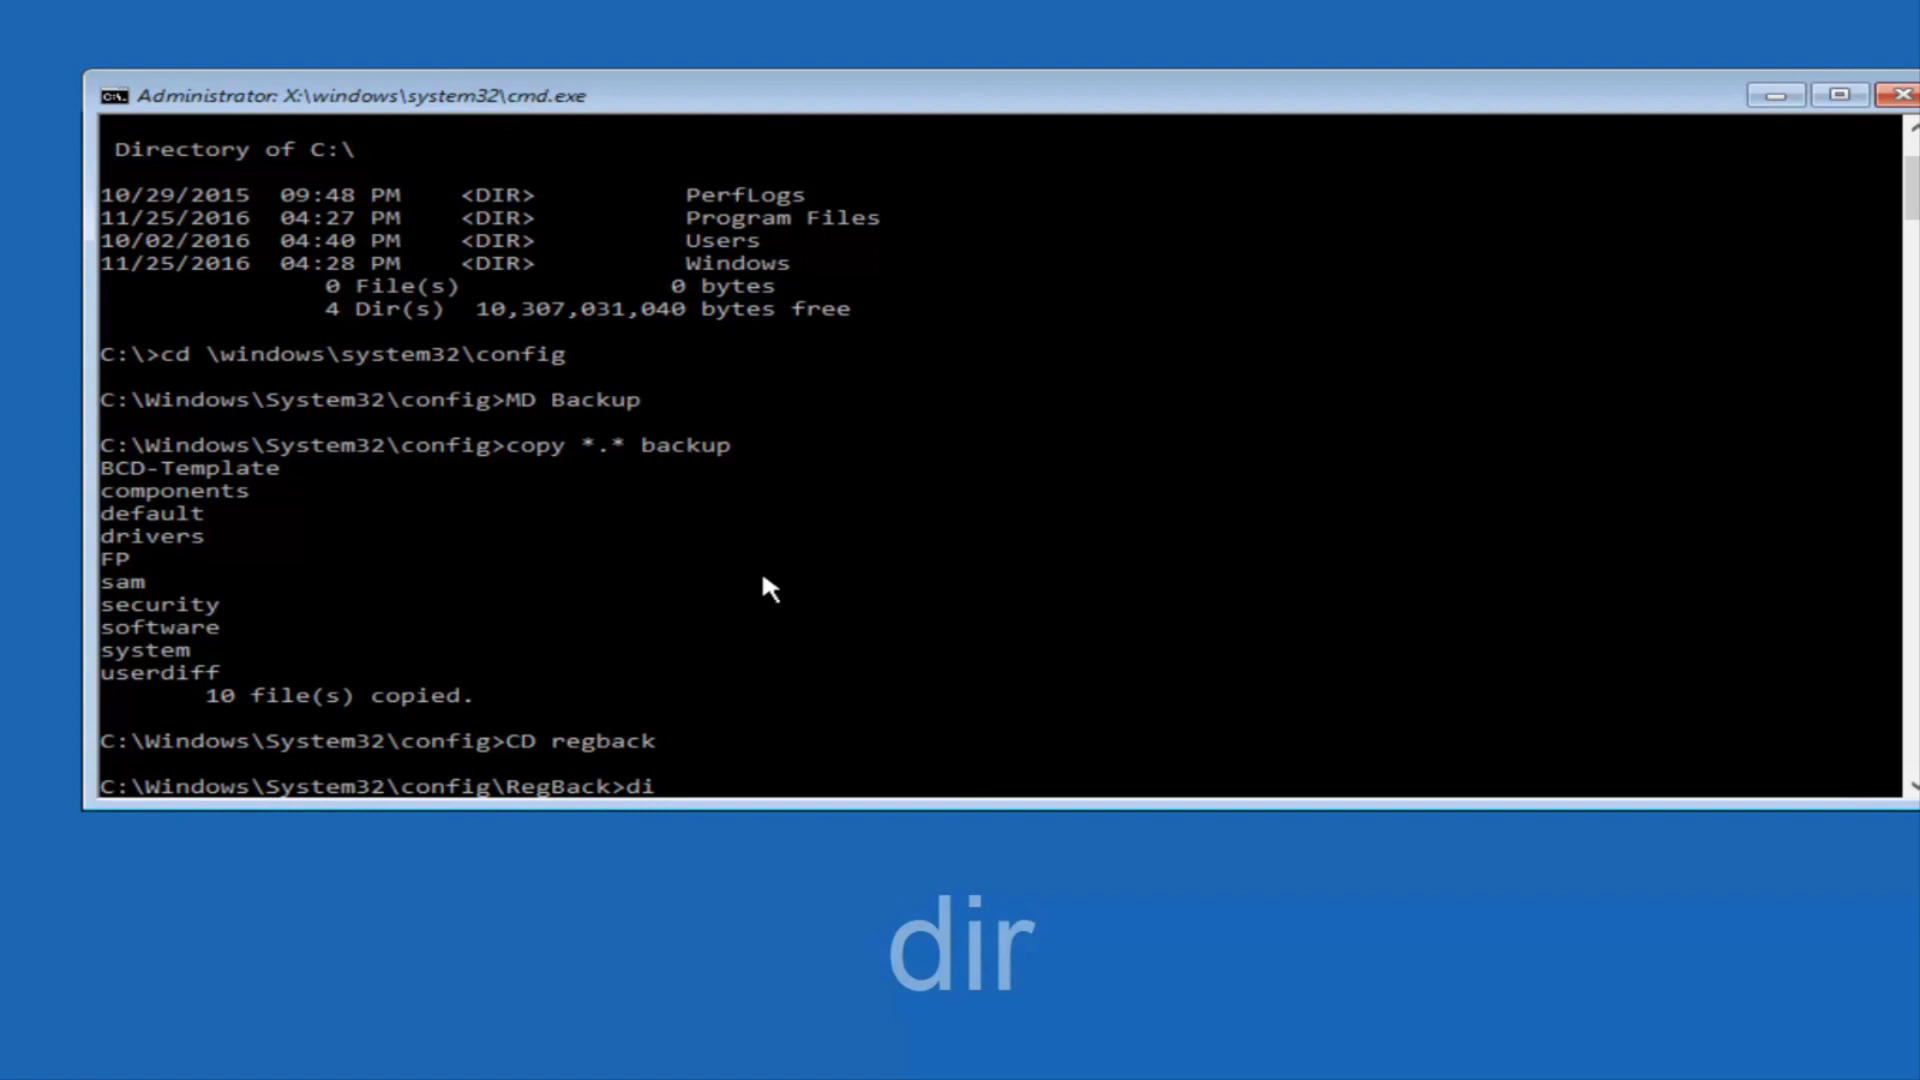 Administrator: X:\windows\system32\cmd.exe
Directory of C:\
10/29/2015  09:48 PM    <DIR>          PerfLogs
11/25/2016  04:27 PM    <DIR>          Program Files
10/02/2016  04:40 PM    <DIR>          Users
11/25/2016  04:28 PM    <DIR>          Windows
0 File(s)              0 bytes
4 Dir(s)  10,307,031,040 bytes free
C:\>cd \windows\system32\config
C:\Windows\System32\config>MD Backup
C:\Windows\System32\config>copy *.* backup
BCD-Template
components
default
drivers
FP
sam
security
software
system
userdiff
10 file(s) copied.
C:\Windows\System32\config>CD regback
C:\Windows\System32\config\RegBack>di
dir